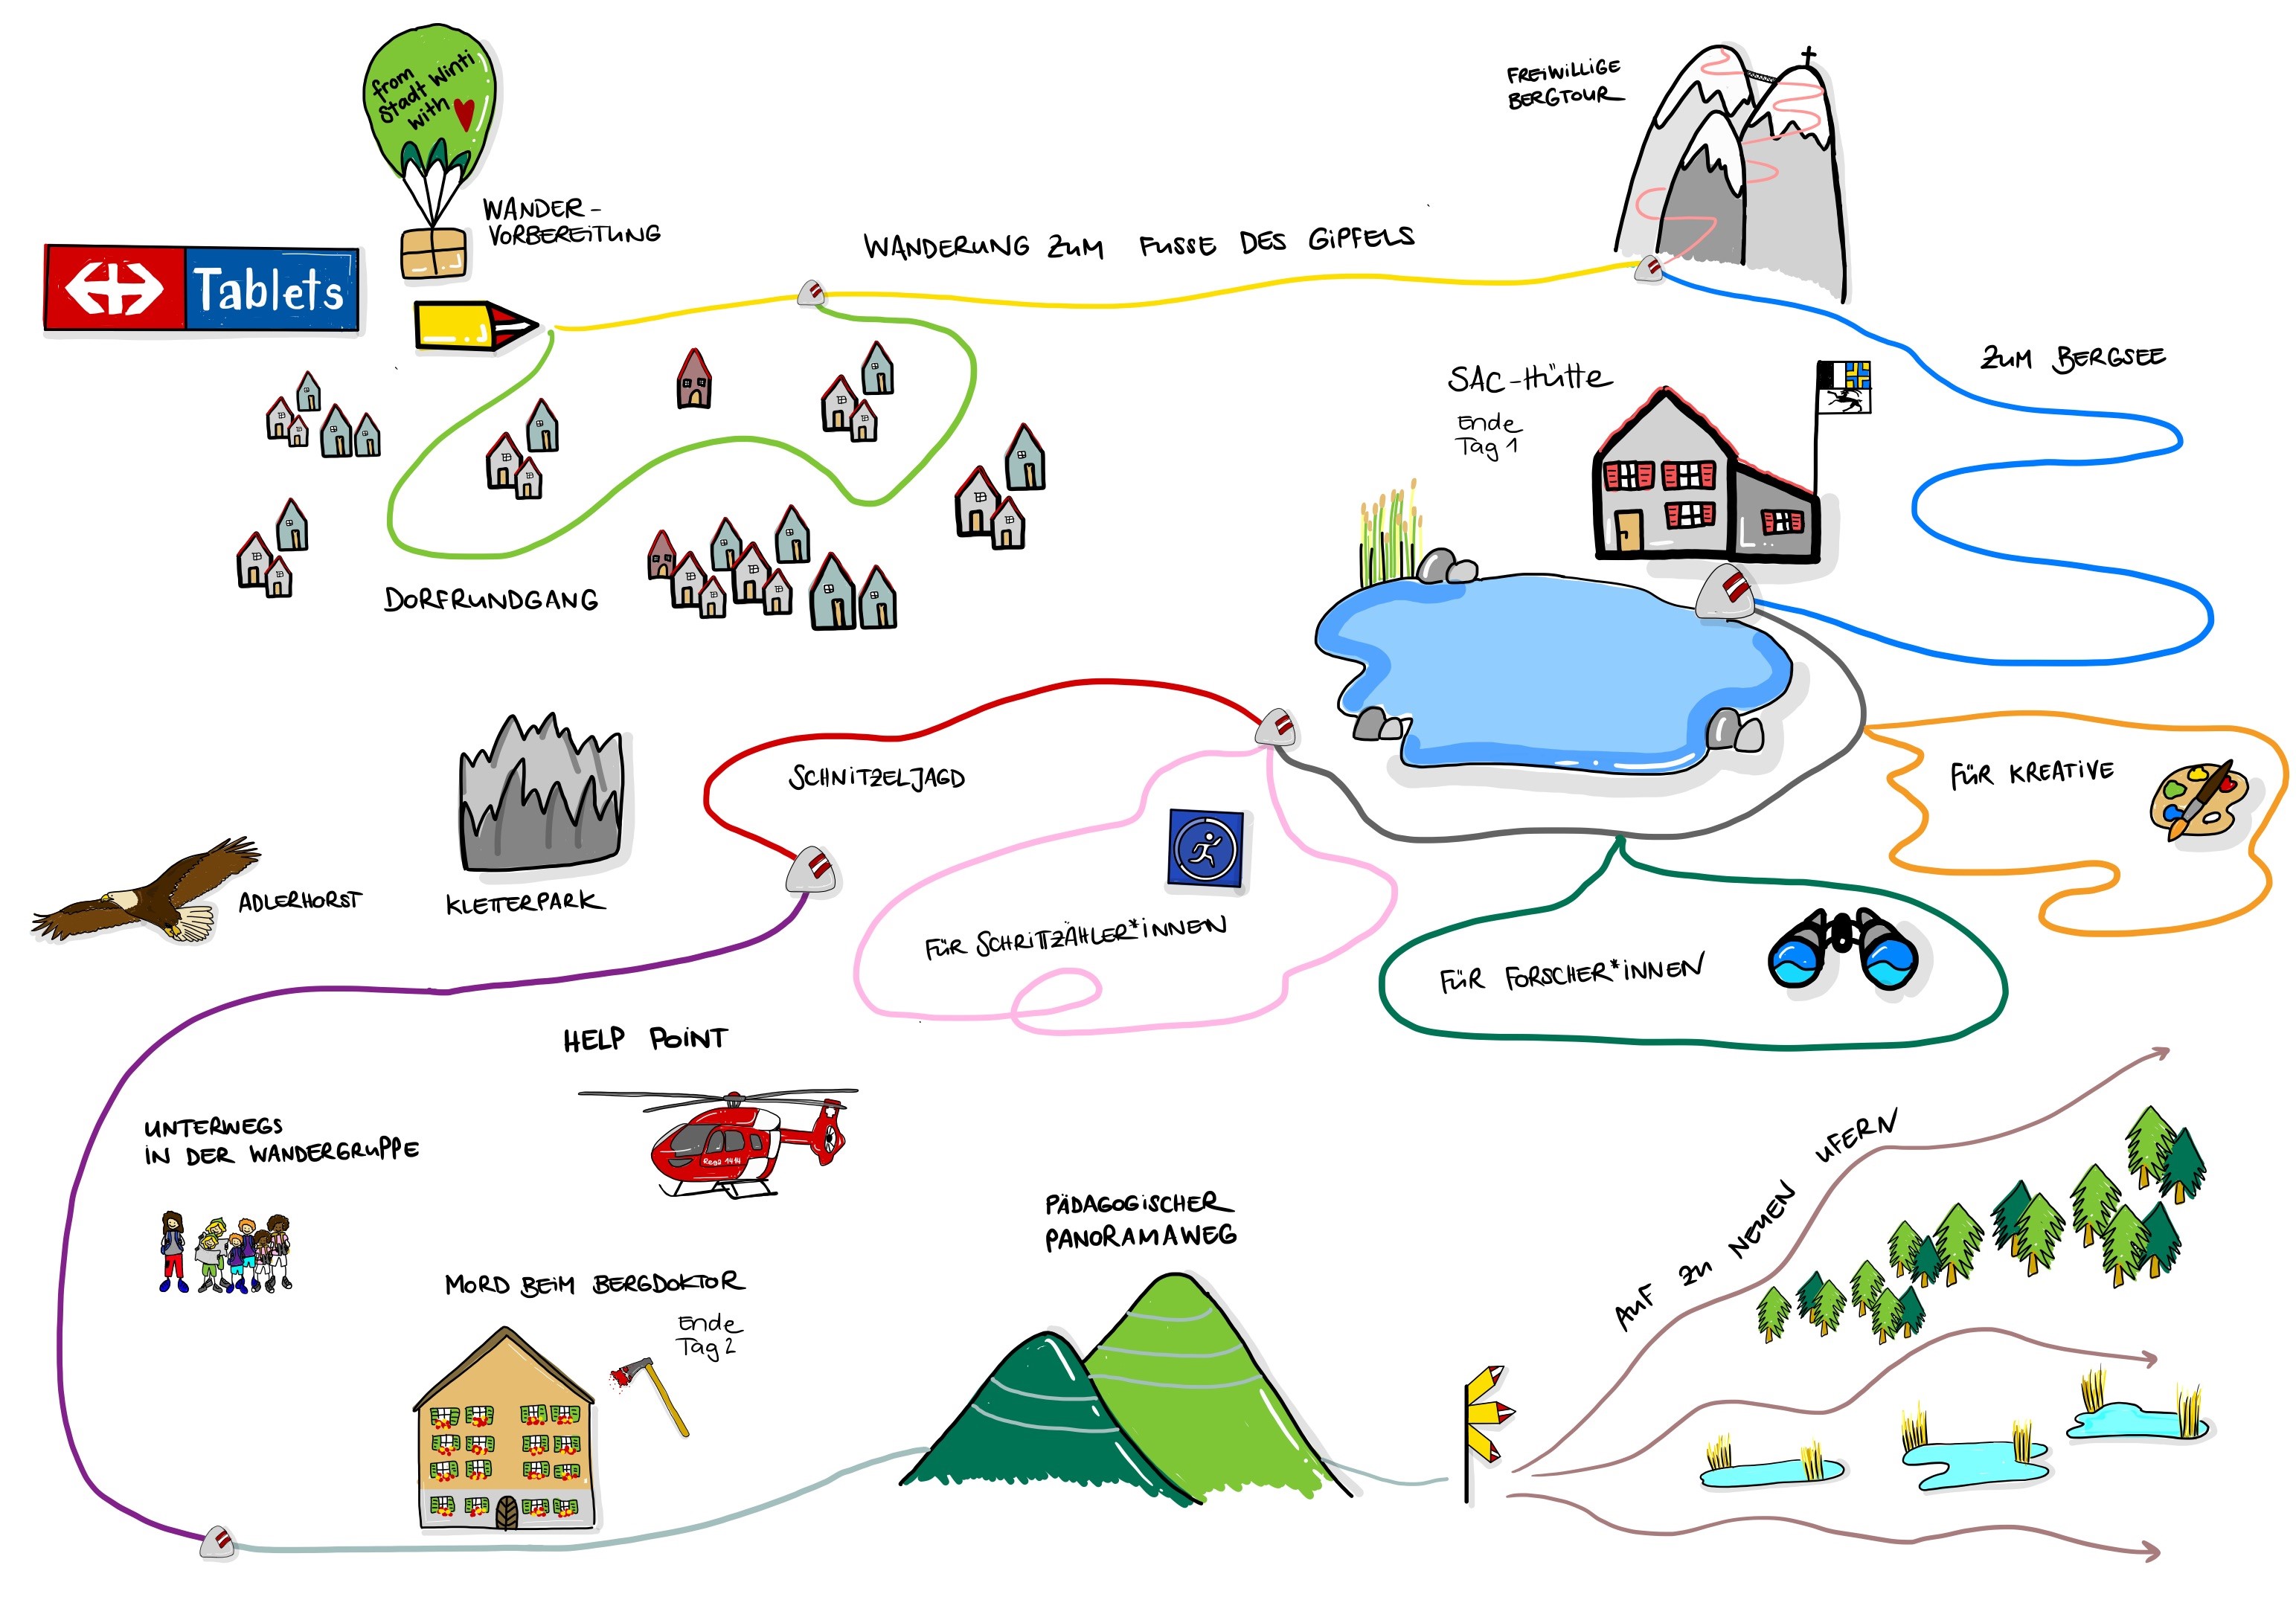 from
Stadt Winti
with
WANDER-
VORBEREITUNG
Tablets
FREIWILLIGE
BERGTOUR
WANDERUNG ZUM FUSSE DES GIPFELS
ZUM BERGSEE
SAC-Hütte
Ende
Tag 1
DORFRUNDGANG
SCHNITZELJAGD
FÜR KREATIVE
ADLERHORST
KLETTERPARK
FÜR SCHRITTZÄHLER*INNEN
FÜR FORSCHER*INNEN
HELP POINT
Rega 1414
UNTERWEGS
IN DER WANDERGRUPPE
PÄDAGOGISCHER
PANORAMAWEG
AUF ZU NEUEN UFERN
MORD BEIM BERGDOKTOR
Ende
Tag 2